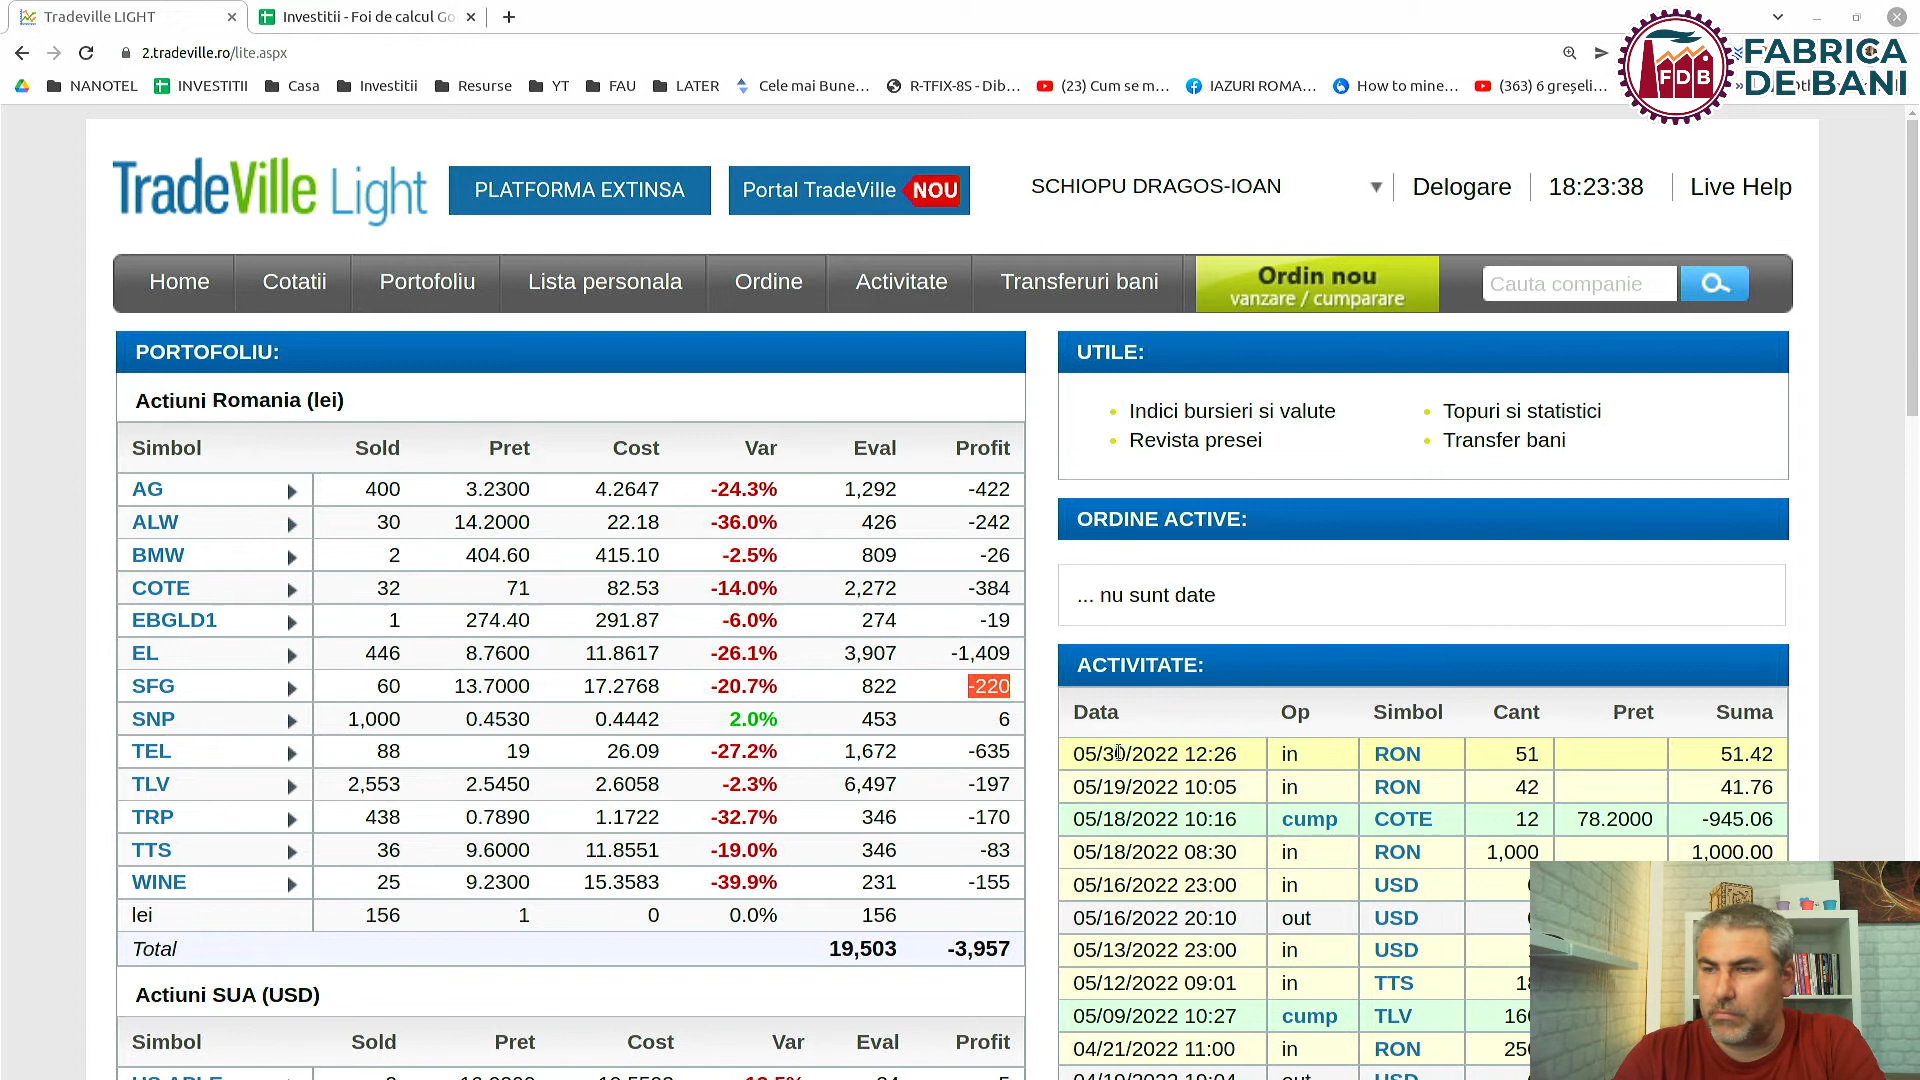 Tradeville LIGHT
Investitii - Foi de calcul Go
2.tradeville.ro/lite.aspx
NANOTEL INVESTITII Casa Investitii Resurse YT FAU LATER Cele mai Bune... R-TFIX-8S - Dib... (23) Cum se m... IAZURI ROMA... How to mine... (363) 6 greșeli...
FDB
FABRICA
DE BANI
TradeVille Light
PLATFORMA EXTINSA
Portal TradeVille NOU
SCHIOPU DRAGOS-IOAN
Delogare
18:23:38
Live Help
Home Cotatii Portofoliu Lista personala Ordine Activitate Transferuri bani
Ordin nou
vanzare / cumparare
Cauta companie
PORTOFOLIU:
Actiuni Romania (lei)
Simbol Sold Pret Cost Var Eval Profit
AG 400 3.2300 4.2647 -24.3% 1,292 -422
ALW 30 14.2000 22.18 -36.0% 426 -242
BMW 2 404.60 415.10 -2.5% 809 -26
COTE 32 71 82.53 -14.0% 2,272 -384
EBGLD1 1 274.40 291.87 -6.0% 274 -19
EL 446 8.7600 11.8617 -26.1% 3,907 -1,409
SFG 60 13.7000 17.2768 -20.7% 822 -220
SNP 1,000 0.4530 0.4442 2.0% 453 6
TEL 88 19 26.09 -27.2% 1,672 -635
TLV 2,553 2.5450 2.6058 -2.3% 6,497 -197
TRP 438 0.7890 1.1722 -32.7% 346 -170
TTS 36 9.6000 11.8551 -19.0% 346 -83
WINE 25 9.2300 15.3583 -39.9% 231 -155
lei 156 1 0 0.0% 156
Total 19,503 -3,957
Actiuni SUA (USD)
Simbol Sold Pret Cost Var Eval Profit
UTILE:
Indici bursieri si valute
Topuri si statistici
Revista presei
Transfer bani
ORDINE ACTIVE:
... nu sunt date
ACTIVITATE:
Data Op Simbol Cant Pret Suma
05/30/2022 12:26 in RON 51 51.42
05/19/2022 10:05 in RON 42 41.76
05/18/2022 10:16 cump COTE 12 78.2000 -945.06
05/18/2022 08:30 in RON 1,000 1,000.00
05/16/2022 23:00 in USD
05/16/2022 20:10 out USD
05/13/2022 23:00 in USD
05/12/2022 09:01 in TTS
05/09/2022 10:27 cump TLV
04/21/2022 11:00 in RON